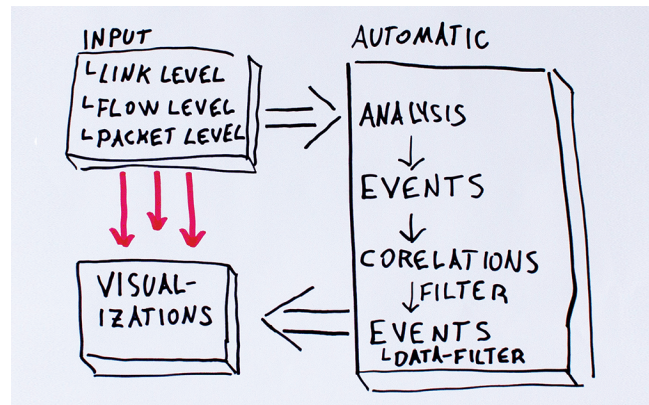 INPUT
LINK LEVEL
FLOW LEVEL
PACKET LEVEL
VISUAL-
IZATIONS
AUTOMATIC
ANALYSIS
EVENTS
CORELATIONS
FILTER
EVENTS
DATA-FILTER